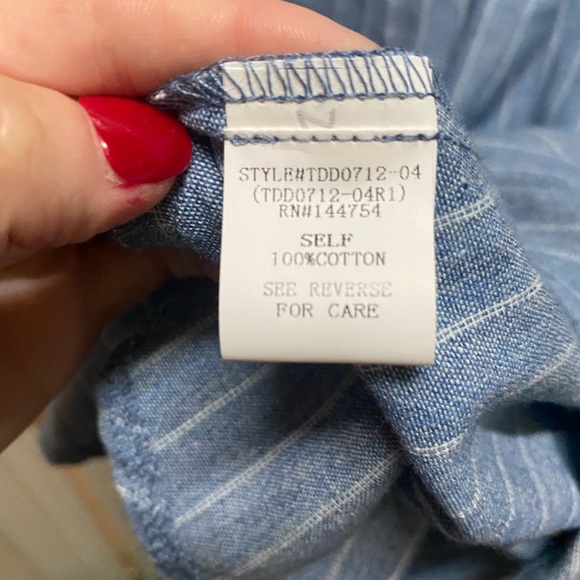 STYLE#TDD0712-04
(TDD0712-04R1)
RN#144754
SELF
100%COTTON
SEE REVERSE
FOR CARE